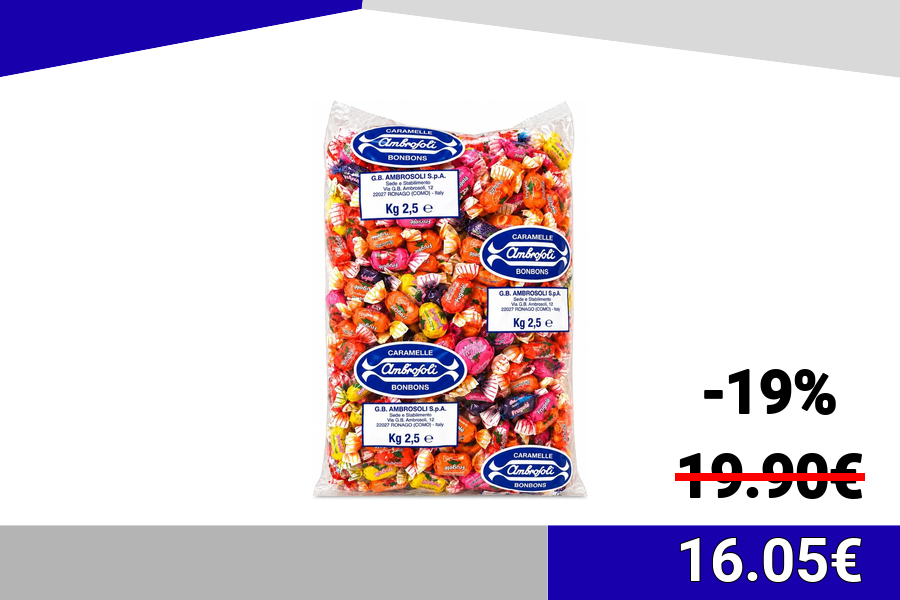 CARAMELLE
Ambrosoli
BONBONS
G.B. AMBROSOLI S.p.A.
Sede e Stabilimento
Via G.B. Ambrosoli, 12
22027 RONAGO (COMO) - Italy
Kg 2,5 ℮
CARAMELLE
Ambrosoli
BONBONS
G.B. AMBROSOLI S.p.A.
Sede e Stabilimento
Via G.B. Ambrosoli, 12
22027 RONAGO (COMO) - Italy
Kg 2,5 ℮
CARAMELLE
Ambrosoli
BONBONS
G.B. AMBROSOLI S.p.A.
Sede e Stabilimento
Via G.B. Ambrosoli, 12
22027 RONAGO (COMO) - Italy
Kg 2,5 ℮
CARAMELLE
Ambrosoli
BONBONS
-19%
19.90€
16.05€